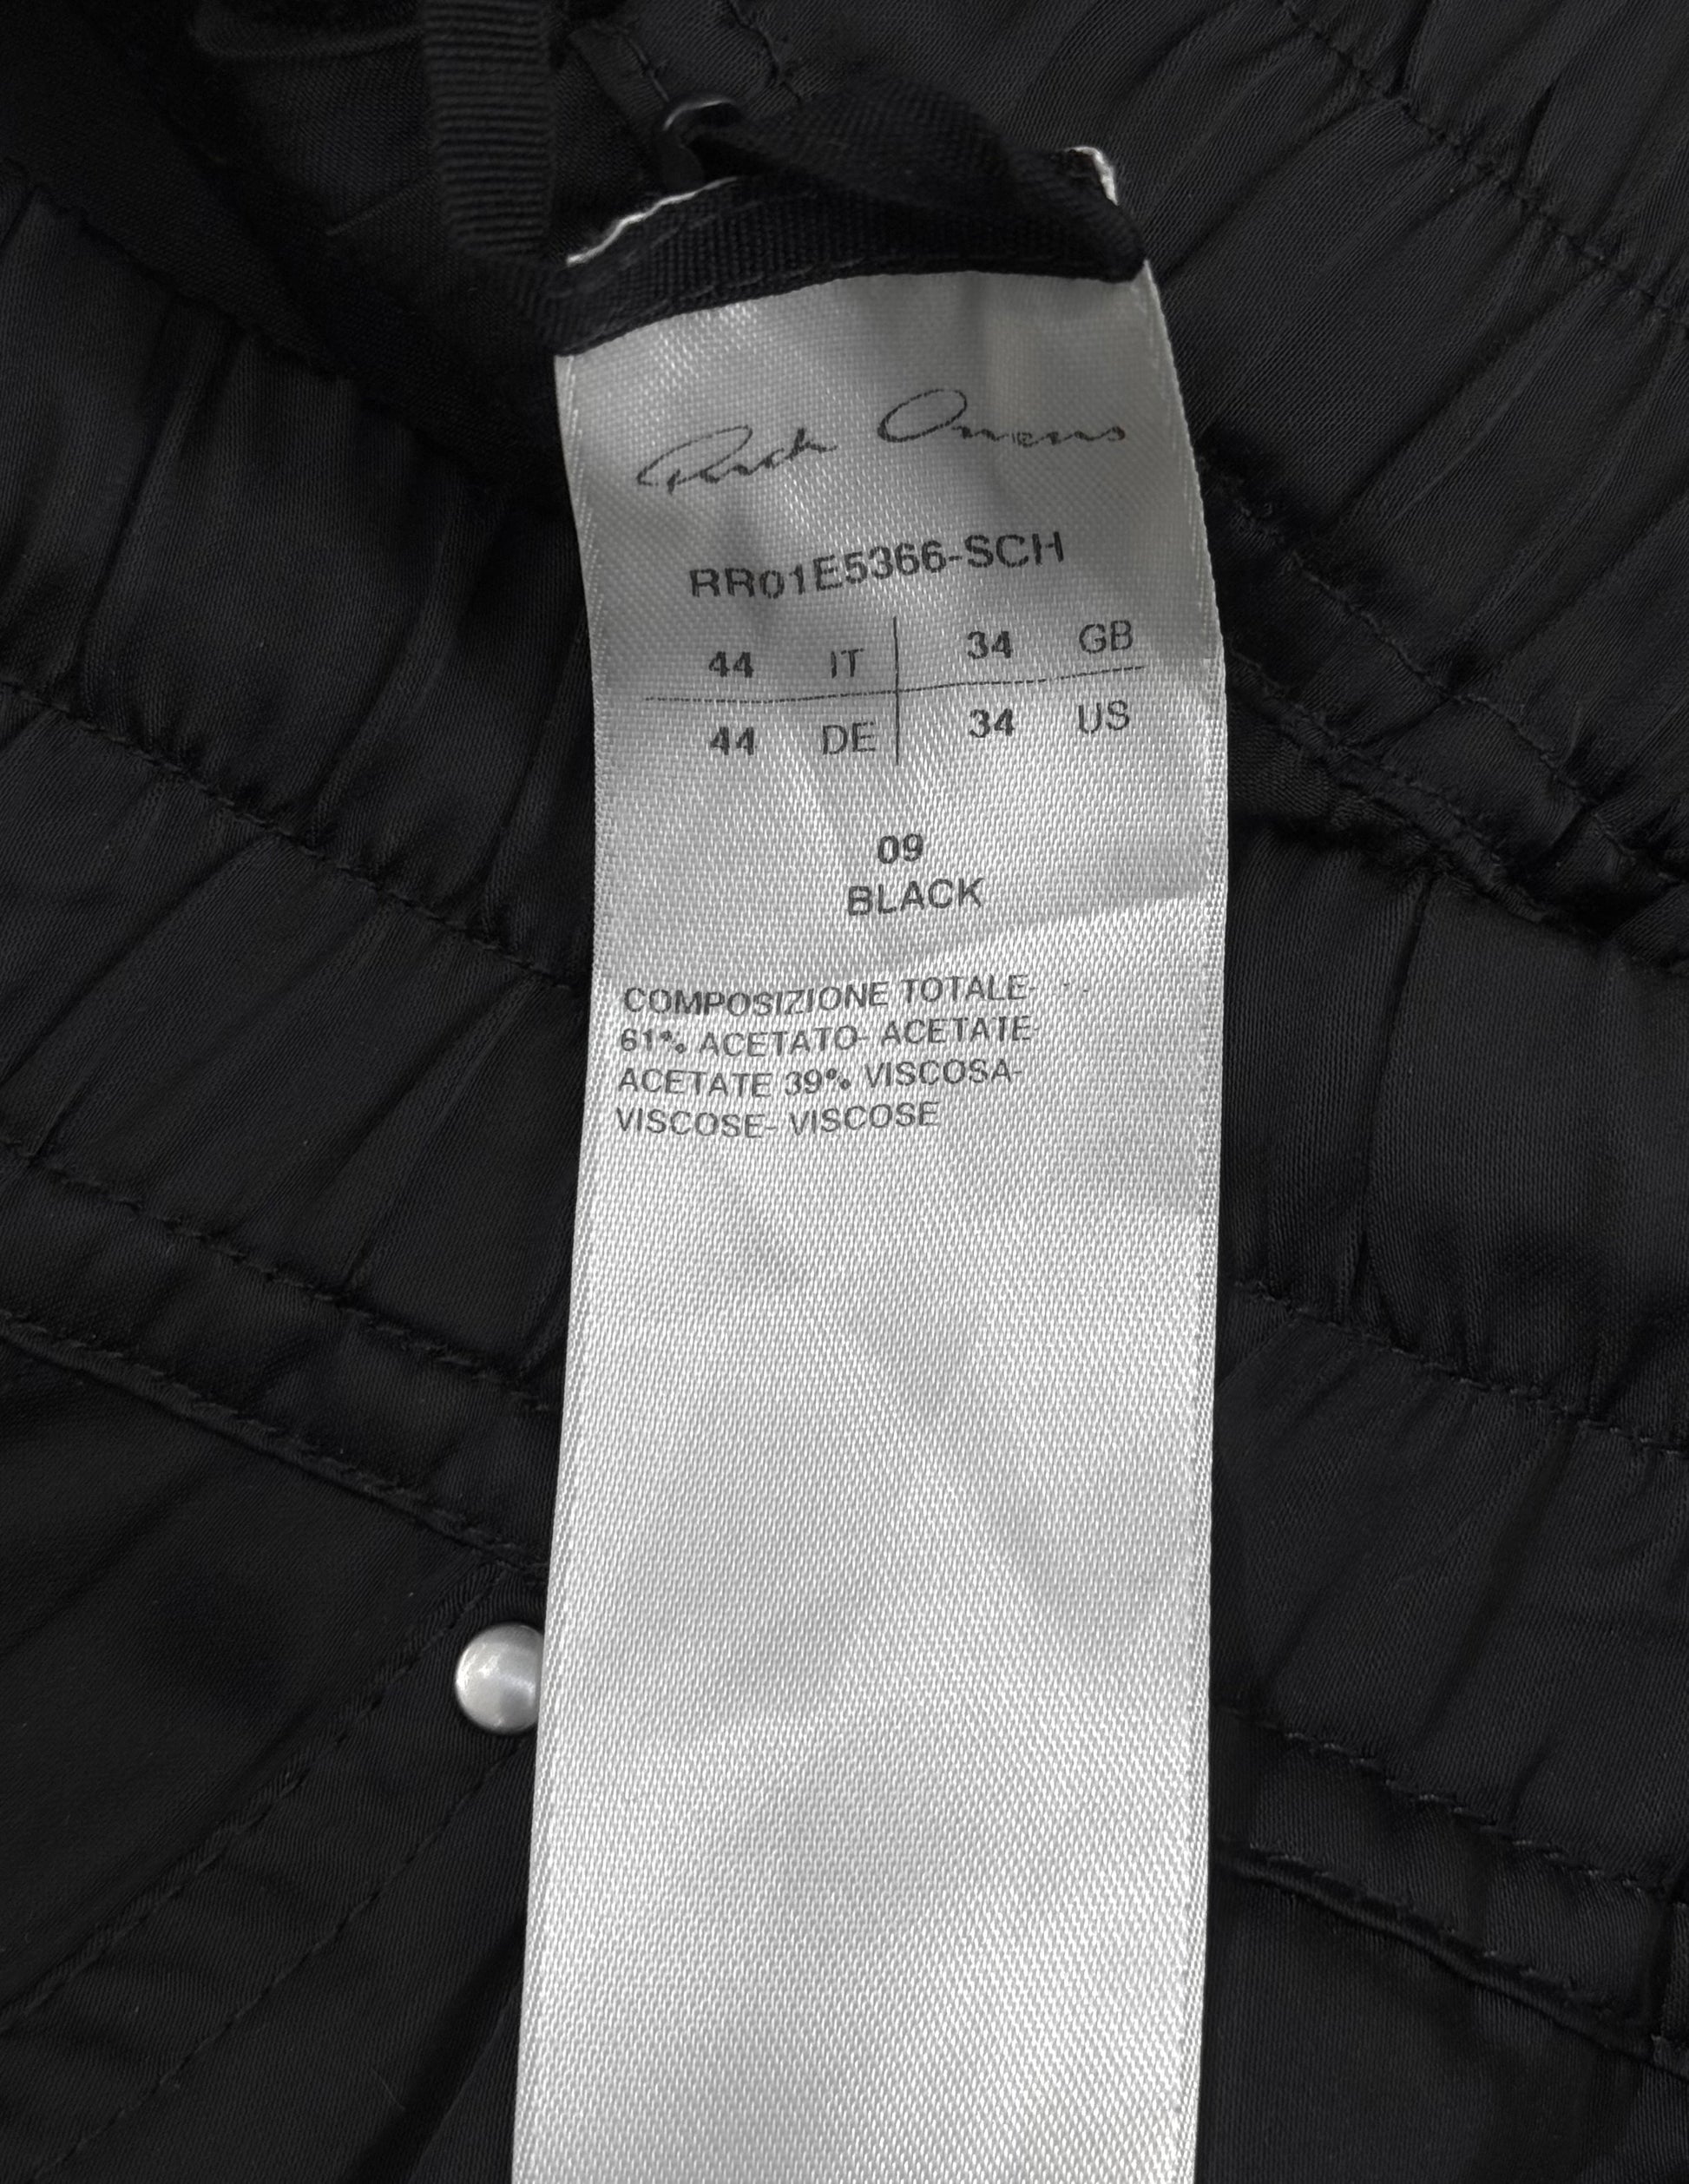 Rick Owens
RR01E5366-SCH
44 IT 34 GB
44 DE 34 US
09
BLACK
COMPOSIZIONE TOTALE-
61% ACETATO- ACETATE-
ACETATE 39% VISCOSA-
VISCOSE- VISCOSE